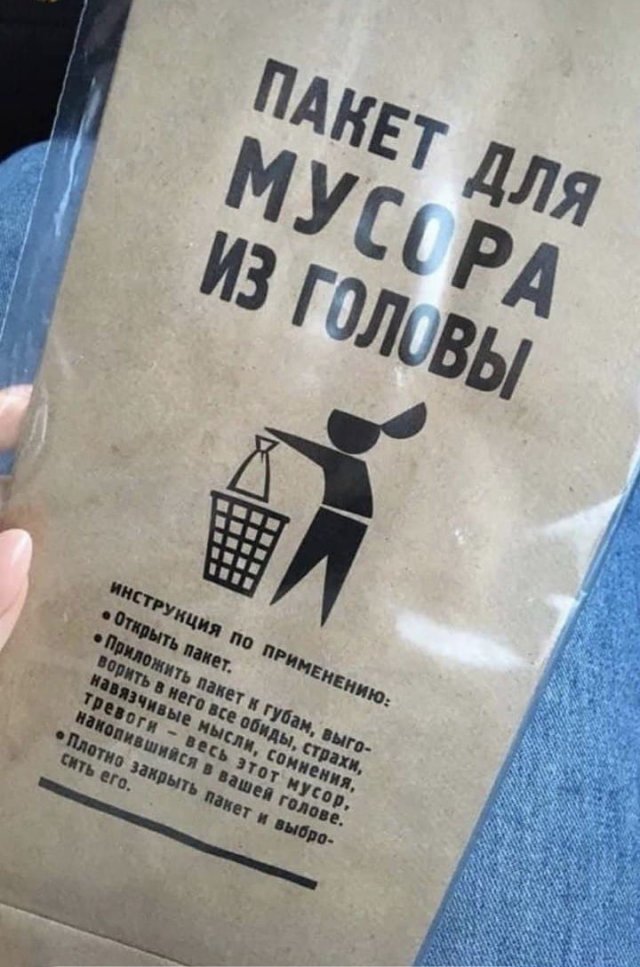 ПАКЕТ ДЛЯ
МУСОРА
ИЗ ГОЛОВЫ
ИНСТРУКЦИЯ ПО ПРИМЕНЕНИЮ:
• Открыть пакет.
• Приложить пакет к губам, выго-
ворить в него все обиды, страхи,
навязчивые мысли, сомнения,
тревоги – весь этот мусор,
накопившийся в вашей голове.
• Плотно закрыть пакет и выбро-
сить его.